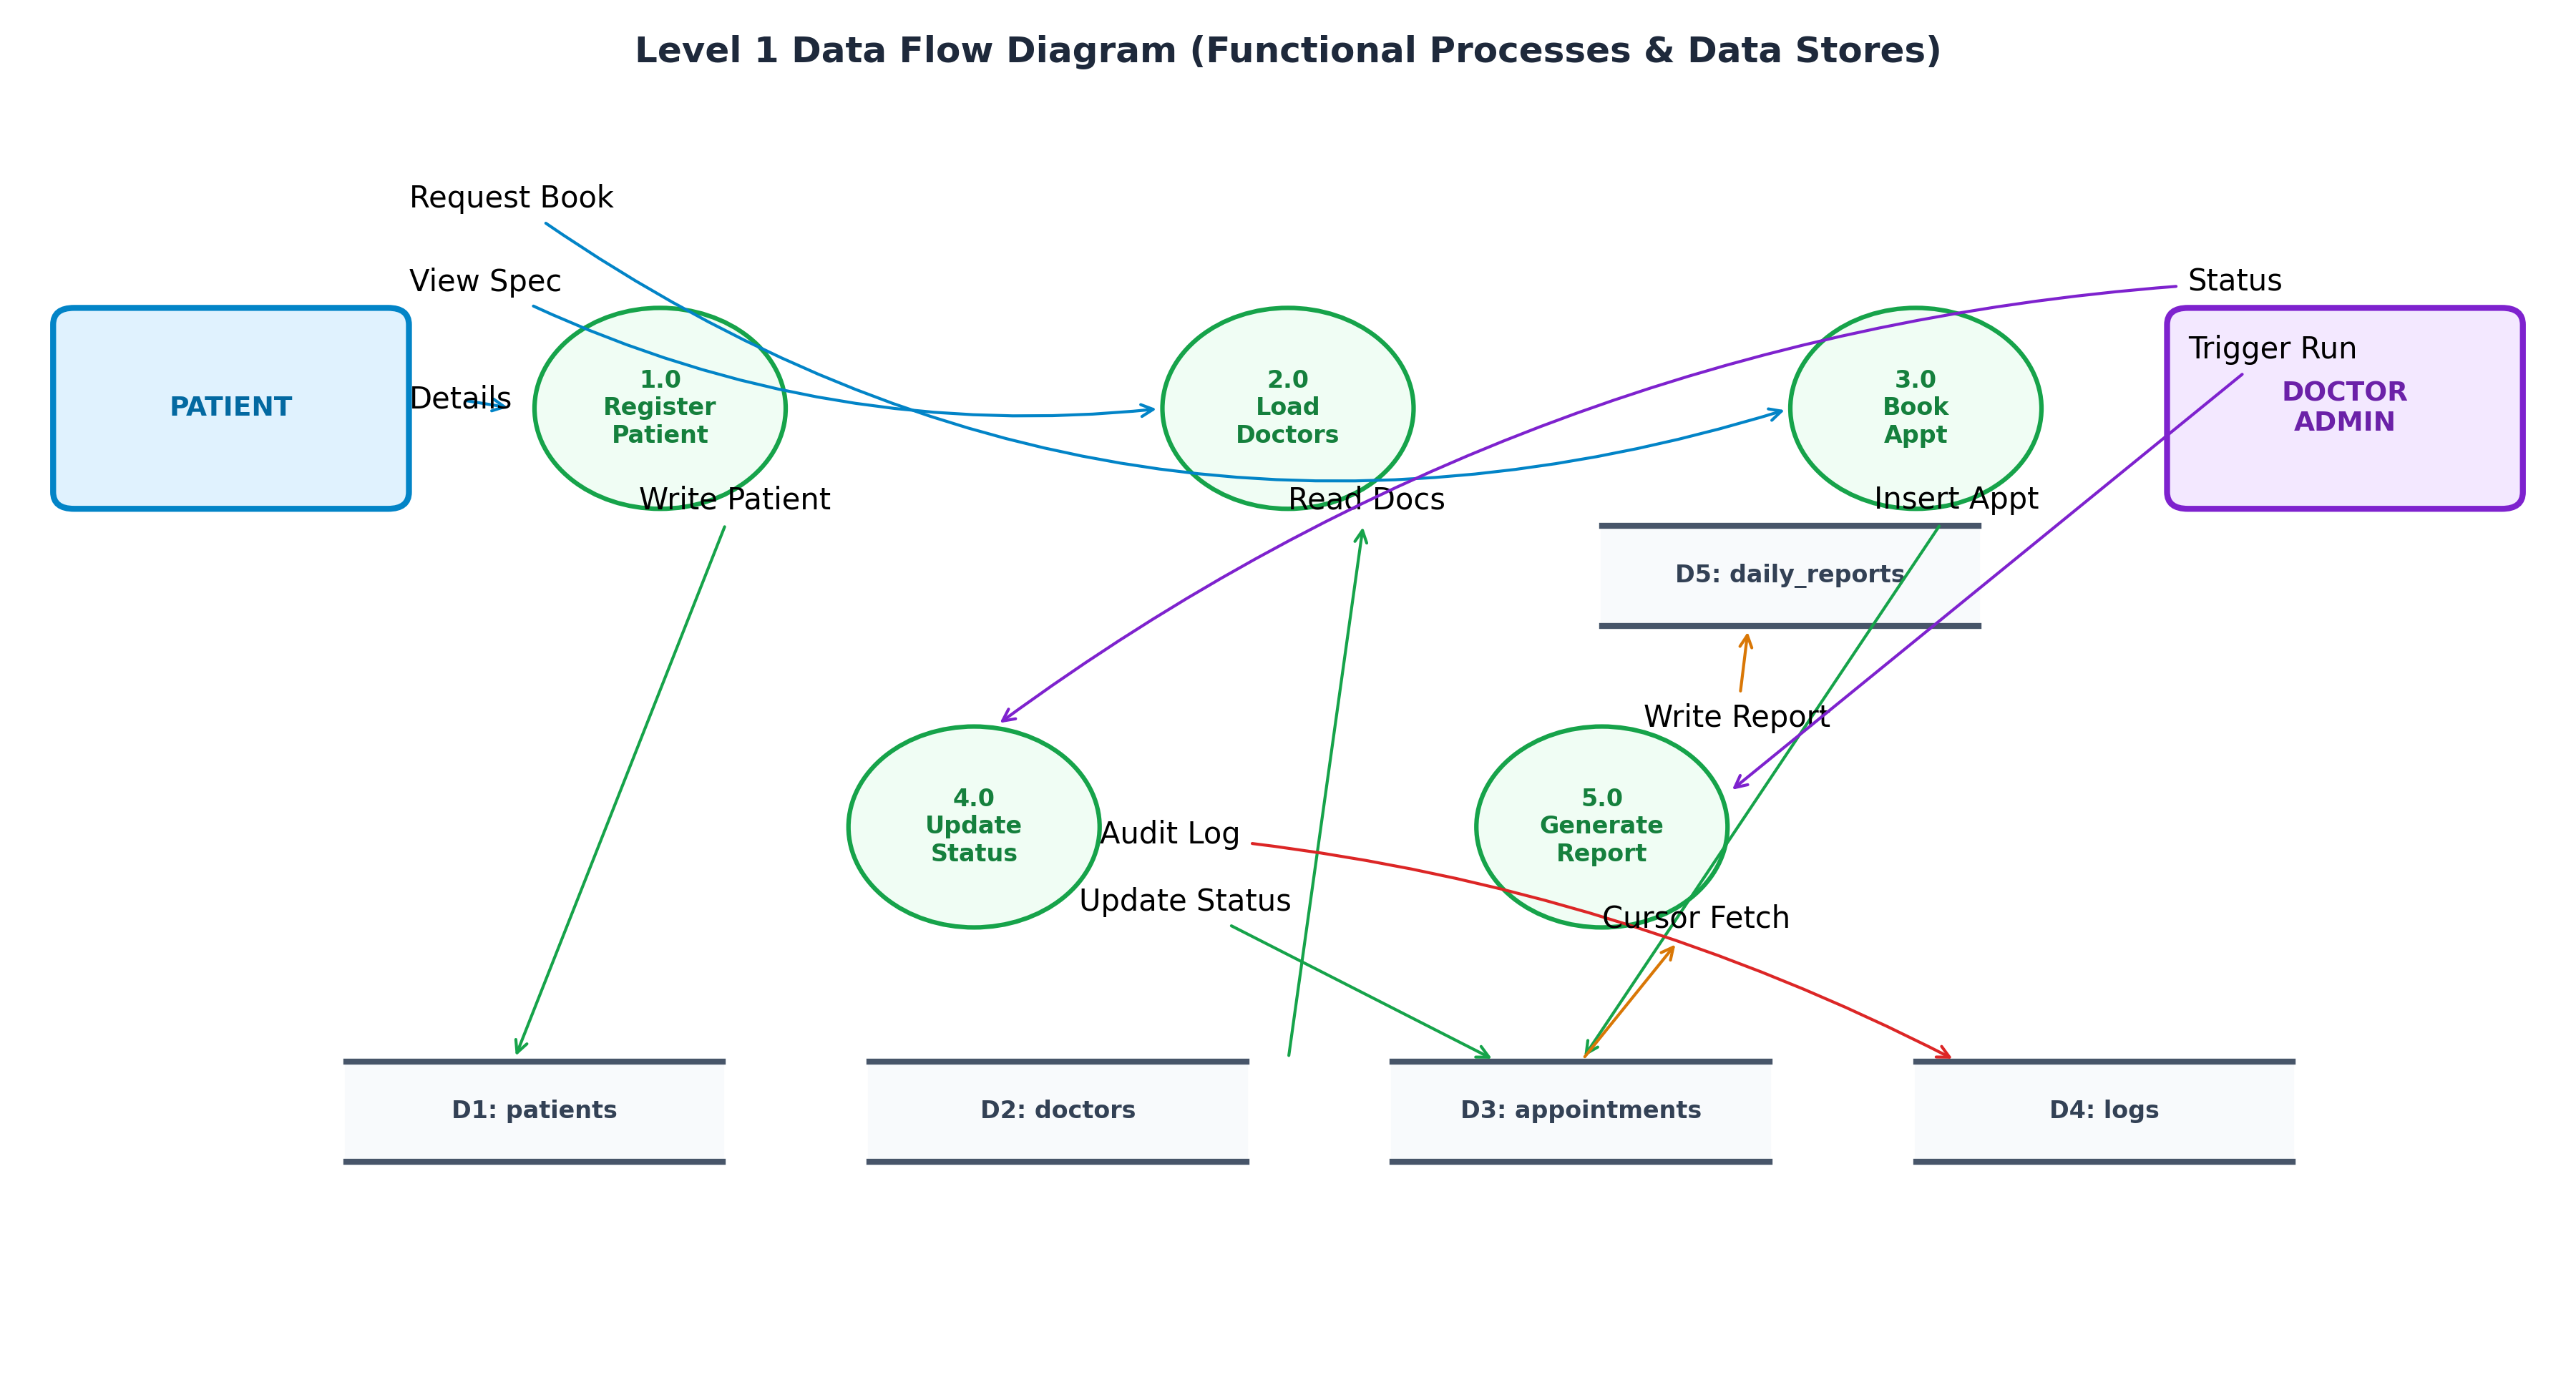 Level 1 Data Flow Diagram (Functional Processes & Data Stores)
Request Book
View Spec
Status
Trigger Run
PATIENT
Details
1.0
Register
Patient
2.0
Load
Doctors
3.0
Book
Appt
DOCTOR
ADMIN
Write Patient
Read Docs
Insert Appt
D5: daily_reports
Write Report
4.0
Update
Status
Audit Log
5.0
Generate
Report
Update Status
Cursor Fetch
D1: patients
D2: doctors
D3: appointments
D4: logs